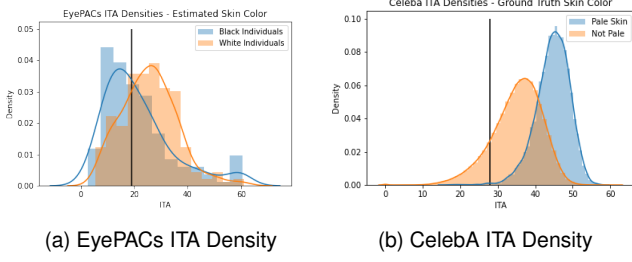 EyePACs ITA Densities - Estimated Skin Color
Black Individuals
White Individuals
Density
0.05
0.04
0.03
0.02
0.01
0.00
0
20
40
60
ITA
Celeba ITA Densities - Ground Truth Skin Color
Pale Skin
Not Pale
Density
0.10
0.08
0.06
0.04
0.02
0.00
0
10
20
30
40
50
60
ITA
(a) EyePACs ITA Density
(b) CelebA ITA Density